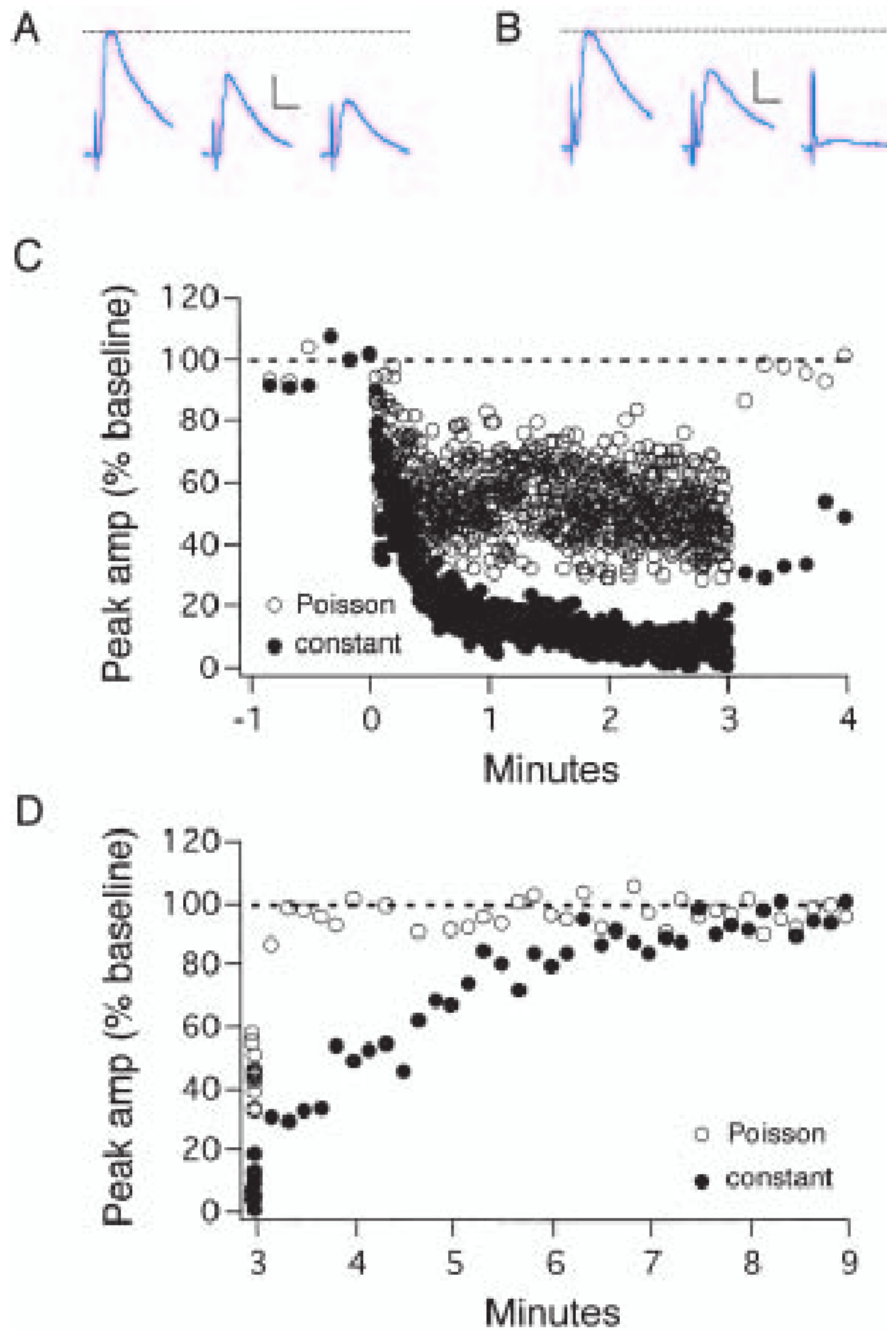 A
B
C
Peak amp (% baseline)
120
100
80
60
40
20
0
Poisson
constant
-1 0 1 2 3 4
Minutes
D
Peak amp (% baseline)
120
100
80
60
40
20
0
Poisson
constant
3 4 5 6 7 8 9
Minutes